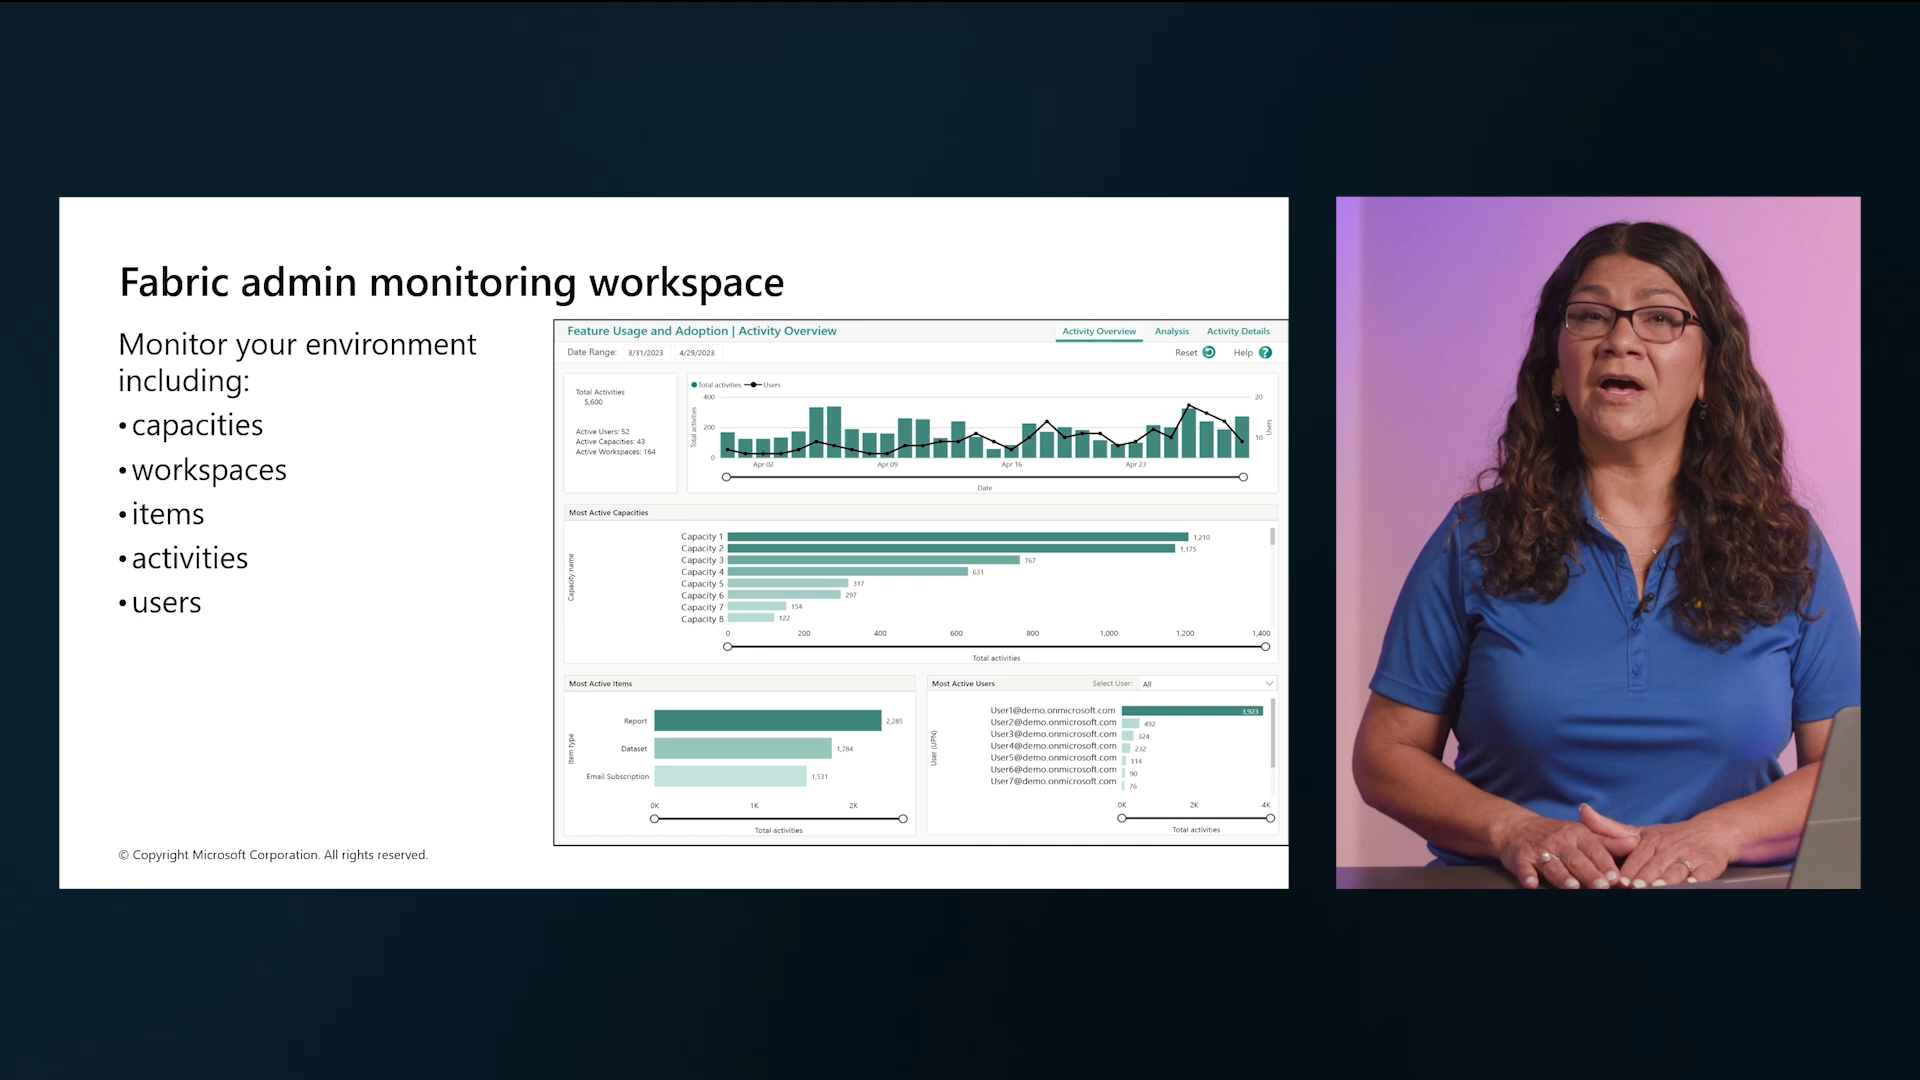 Fabric admin monitoring workspace
Monitor your environment
including:
• capacities
• workspaces
• items
• activities
• users
© Copyright Microsoft Corporation. All rights reserved.
Feature Usage and Adoption | Activity Overview
Activity Overview
Analysis
Activity Details
Date Range: 3/31/2023 4/29/2023
Reset
Help ?
Total Activities
5,600
Active Users: 52
Active Capacities: 43
Active Workspaces: 164
Total activities Users
Total activities
400
200
0
20
10
Users
Apr 02 Apr 09 Apr 16 Apr 23
Date
Most Active Capacities
Capacity name
Capacity 1 1,210
Capacity 2 1,175
Capacity 3 767
Capacity 4 631
Capacity 5 317
Capacity 6 297
Capacity 7 154
Capacity 8 122
0 200 400 600 800 1,000 1,200 1,400
Total activities
Most Active Items
Item type
Report 2,285
Dataset 1,784
Email Subscription 1,531
0K 1K 2K
Total activities
Most Active Users
Select User: All
User (UPN)
User1@demo.onmicrosoft.com 3,923
User2@demo.onmicrosoft.com 492
User3@demo.onmicrosoft.com 324
User4@demo.onmicrosoft.com 232
User5@demo.onmicrosoft.com 114
User6@demo.onmicrosoft.com 90
User7@demo.onmicrosoft.com 76
0K 2K 4K
Total activities